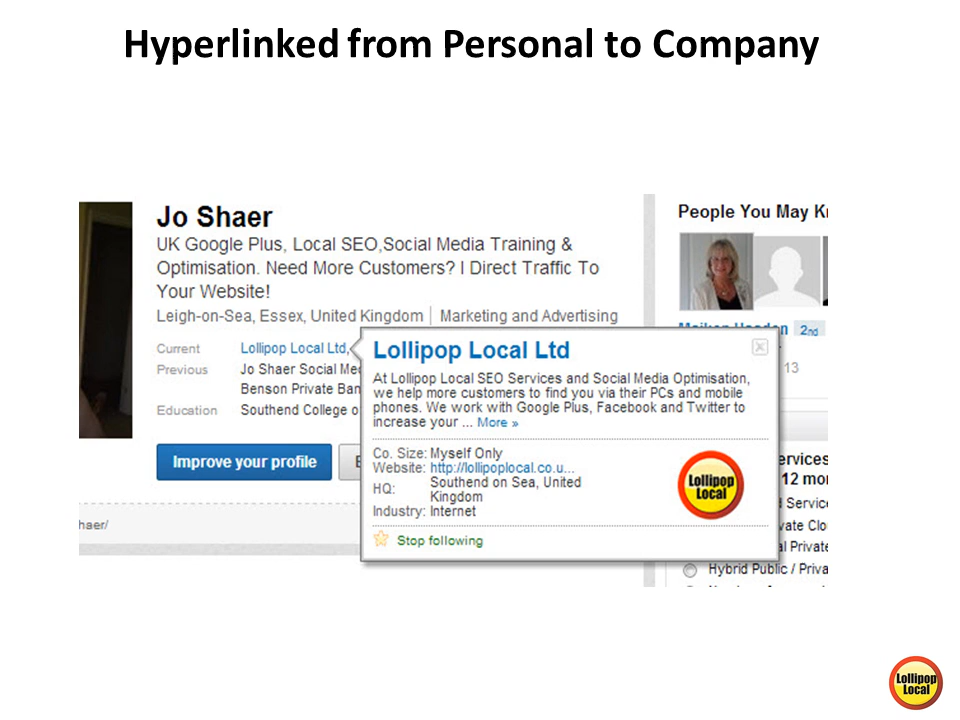 Hyperlinked from Personal to Company
Jo Shaer
UK Google Plus, Local SEO,Social Media Training &
Optimisation. Need More Customers? I Direct Traffic To
Your Website!
Leigh-on-Sea, Essex, United Kingdom | Marketing and Advertising
Current Lollipop Local Ltd,
Previous Jo Shaer Social Me
Benson Private Ban
Education Southend College o
Improve your profile E
haer/
Lollipop Local Ltd
At Lollipop Local SEO Services and Social Media Optimisation,
we help more customers to find you via their PCs and mobile
phones. We work with Google Plus, Facebook and Twitter to
increase your ... More »
Co. Size: Myself Only
Website: http://lollipoplocal.co.u...
HQ: Southend on Sea, United
Kingdom
Industry: Internet
Lollipop
Local
Stop following
People You May K
2nd
13
ervices
12 mo
d Service
vate Clo
al Private
Hybrid Public / Priva
Lollipop
Local